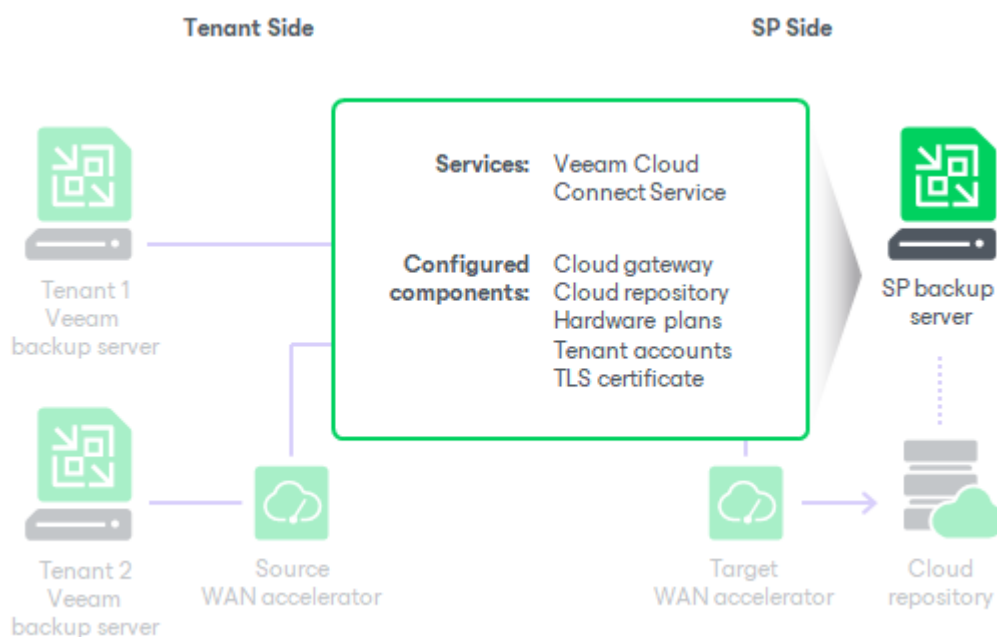 Tenant Side
SP Side
Services: Veeam Cloud
Connect Service
Configured Cloud gateway
components: Cloud repository
Hardware plans
Tenant accounts
TLS certificate
Tenant 1
Veeam
backup server
SP backup
server
Tenant 2
Veeam
backup server
Source
WAN accelerator
Target
WAN accelerator
Cloud
repository